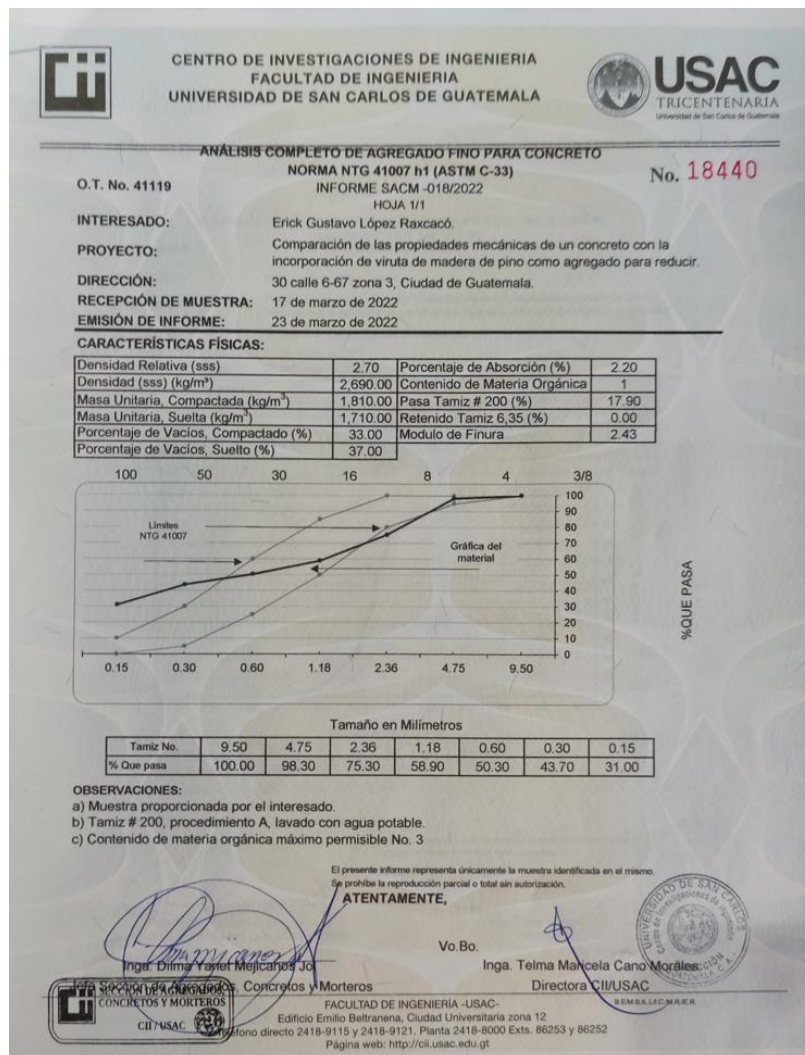 cii
CENTRO DE INVESTIGACIONES DE INGENIERIA
FACULTAD DE INGENIERIA
UNIVERSIDAD DE SAN CARLOS DE GUATEMALA
USAC
TRICENTENARIA
Universidad de San Carlos de Guatemala
ANÁLISIS COMPLETO DE AGREGADO FINO PARA CONCRETO
NORMA NTG 41007 h1 (ASTM C-33)
No. 18440
O.T. No. 41119
INFORME SACM -018/2022
HOJA 1/1
INTERESADO: Erick Gustavo López Raxcacó.
PROYECTO: Comparación de las propiedades mecánicas de un concreto con la
incorporación de viruta de madera de pino como agregado para reducir.
DIRECCIÓN: 30 calle 6-67 zona 3, Ciudad de Guatemala.
RECEPCIÓN DE MUESTRA: 17 de marzo de 2022
EMISIÓN DE INFORME: 23 de marzo de 2022
CARACTERÍSTICAS FÍSICAS:
Densidad Relativa (sss) 2.70 Porcentaje de Absorción (%) 2.20
Densidad (sss) (kg/m³) 2,690.00 Contenido de Materia Orgánica 1
Masa Unitaria, Compactada (kg/m³) 1,810.00 Pasa Tamiz # 200 (%) 17.90
Masa Unitaria, Suelta (kg/m³) 1,710.00 Retenido Tamiz 6,35 (%) 0.00
Porcentaje de Vacíos, Compactado (%) 33.00 Modulo de Finura 2.43
Porcentaje de Vacíos, Suelto (%) 37.00
100 50 30 16 8 4 3/8
100
90
80
70
60
50
40
30
20
10
0
Límites
NTG 41007
Gráfica del
material
%QUE PASA
0.15 0.30 0.60 1.18 2.36 4.75 9.50
Tamaño en Milímetros
Tamiz No. 9.50 4.75 2.36 1.18 0.60 0.30 0.15
% Que pasa 100.00 98.30 75.30 58.90 50.30 43.70 31.00
OBSERVACIONES:
a) Muestra proporcionada por el interesado.
b) Tamiz # 200, procedimiento A, lavado con agua potable.
c) Contenido de materia orgánica máximo permisible No. 3
El presente informe representa únicamente la muestra identificada en el mismo.
Se prohibe la reproducción parcial o total sin autorización.
ATENTAMENTE,
Vo.Bo.
Inga. Dilma Yanet Mejicanos Jol
Inga. Telma Maricela Cano Morales
Jefa Sección de Agregados, Concretos y Morteros
Directora CII/USAC
SECCIÓN DE AGREGADOS,
CONCRETOS Y MORTEROS
CII / USAC
FACULTAD DE INGENIERÍA -USAC-
Edificio Emilio Beltranena, Ciudad Universitaria zona 12
directo 2418-9115 y 2418-9121. Planta 2418-8000 Exts. 86253 y 86252
Página web: http://cii.usac.edu.gt